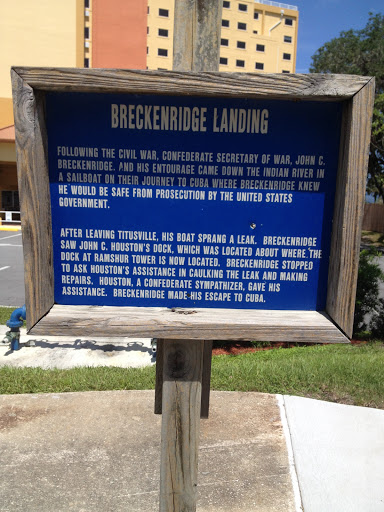 BRECKENRIDGE LANDING
FOLLOWING THE CIVIL WAR, CONFEDERATE SECRETARY OF WAR, JOHN C.
BRECKENRIDGE. AND HIS ENTOURAGE CAME DOWN THE INDIAN RIVER IN
A SAILBOAT ON THEIR JOURNEY TO CUBA WHERE BRECKENRIDGE KNEW
HE WOULD BE SAFE FROM PROSECUTION BY THE UNITED STATES
GOVERNMENT.
AFTER LEAVING TITUSVILLE, HIS BOAT SPRANG A LEAK. BRECKENRIDGE
SAW JOHN C. HOUSTON'S DOCK, WHICH WAS LOCATED ABOUT WHERE THE
DOCK AT RAMSHUR TOWER IS NOW LOCATED. BRECKENRIDGE STOPPED
TO ASK HOUSTON'S ASSISTANCE IN CAULKING THE LEAK AND MAKING
REPAIRS. HOUSTON, A CONFEDERATE SYMPATHIZER, GAVE HIS
ASSISTANCE. BRECKENRIDGE MADE HIS ESCAPE TO CUBA.